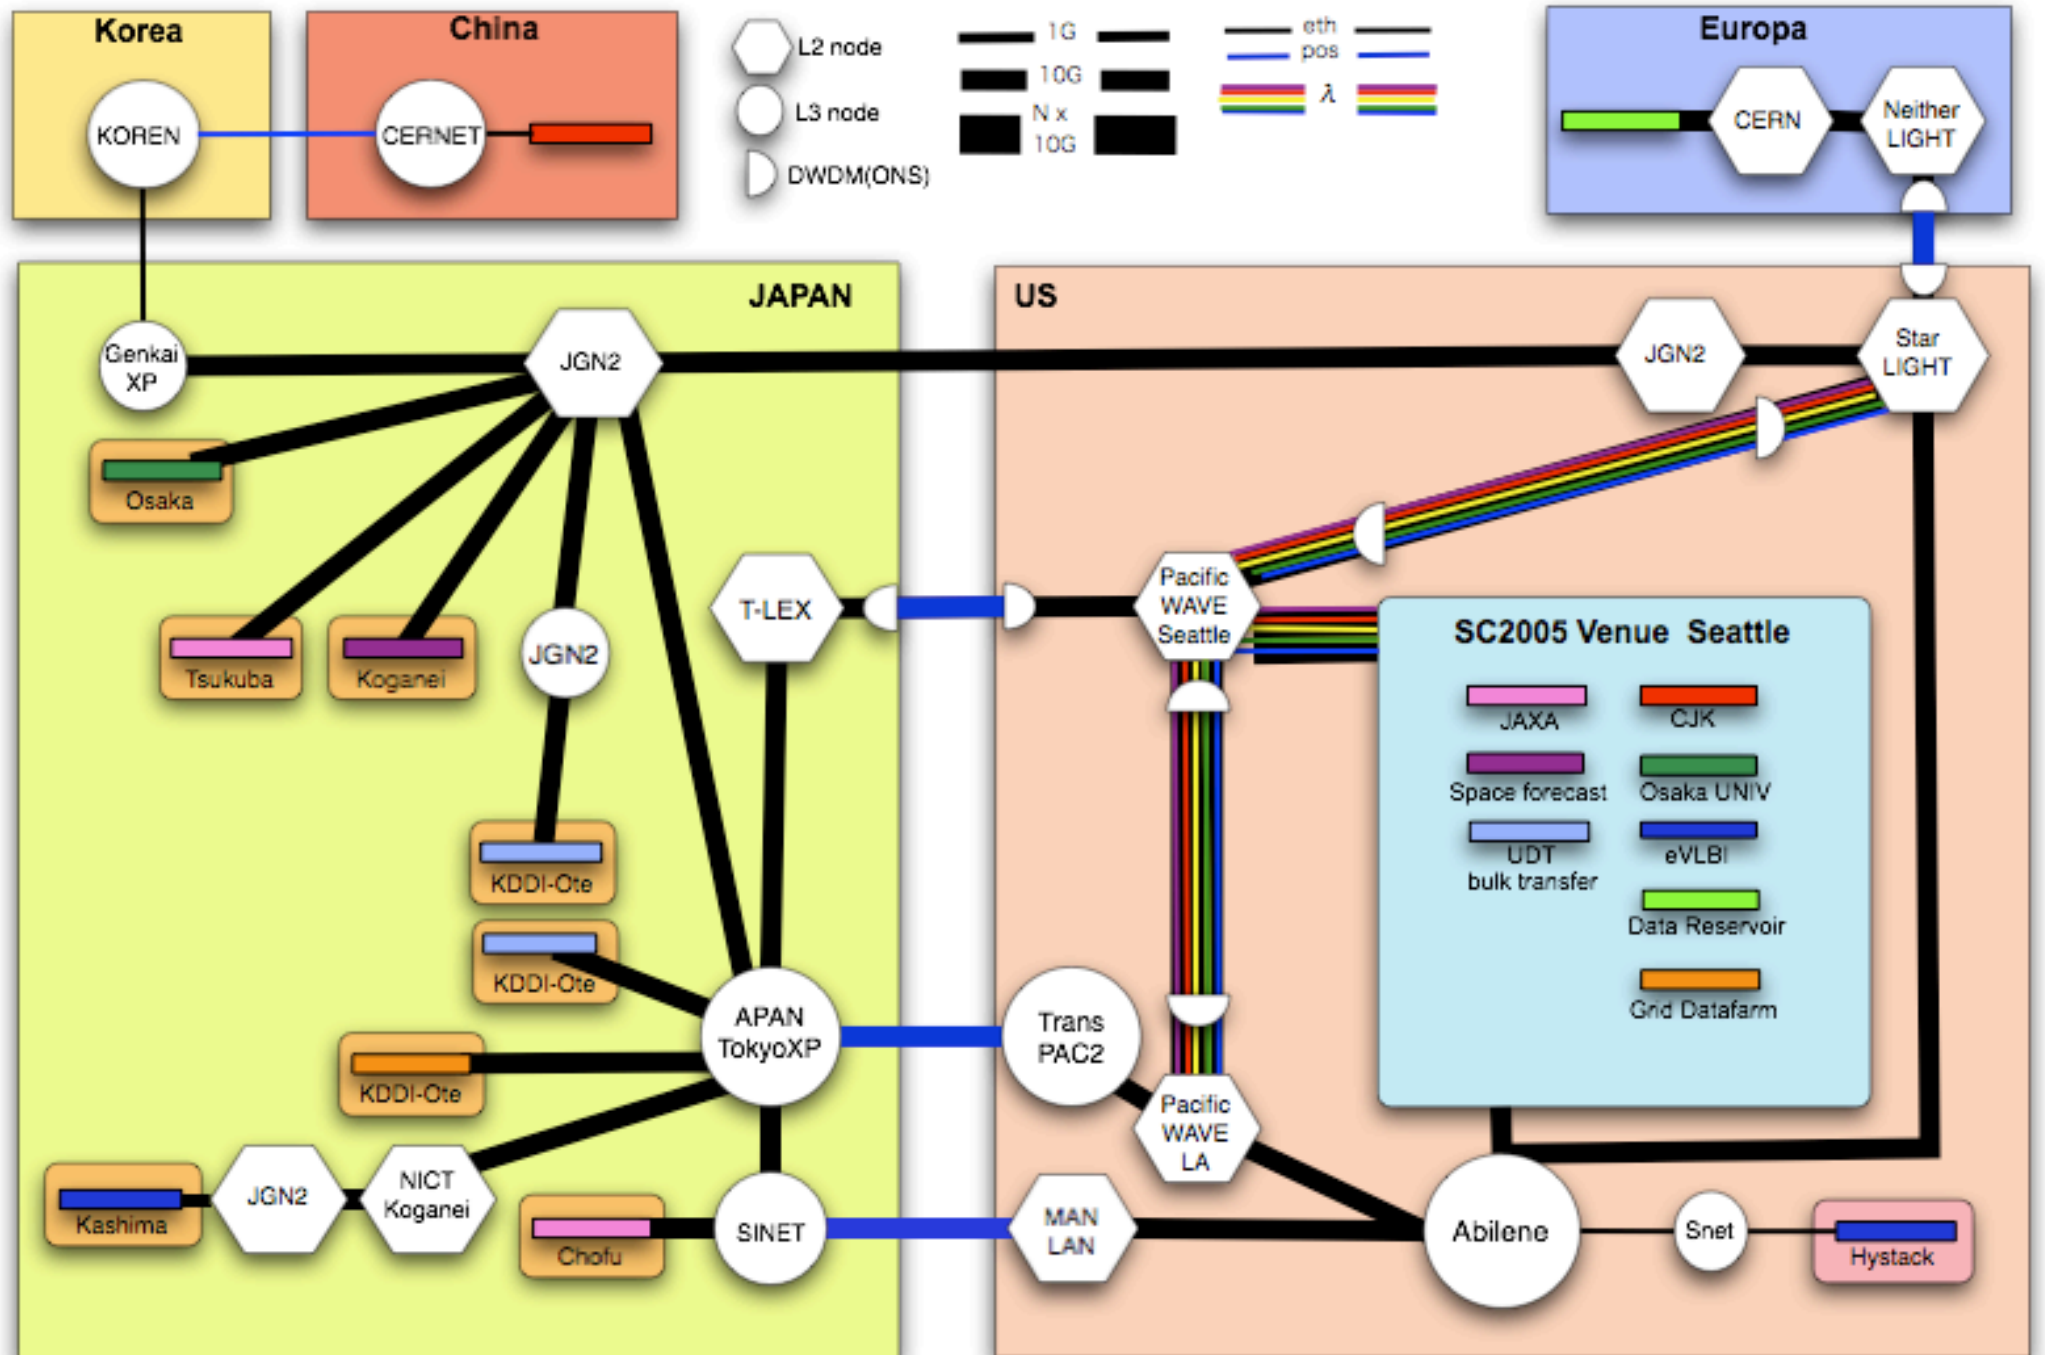 Korea
China
L2 node
L3 node
DWDM(ONS)
1G
10G
N x
10G
eth
pos
λ
Europa
KOREN
CERNET
CERN
Neither
LIGHT
JAPAN
US
Genkai
XP
JGN2
JGN2
Star
LIGHT
Osaka
Tsukuba
Koganei
JGN2
T-LEX
Pacific
WAVE
Seattle
SC2005 Venue Seattle
JAXA
CJK
Space forecast
Osaka UNIV
UDT
bulk transfer
eVLBI
Data Reservoir
Grid Datafarm
KDDI-Ote
KDDI-Ote
APAN
TokyoXP
Trans
PAC2
KDDI-Ote
Pacific
WAVE
LA
Kashima
JGN2
NICT
Koganei
Chofu
SINET
MAN
LAN
Abilene
Snet
Hystack